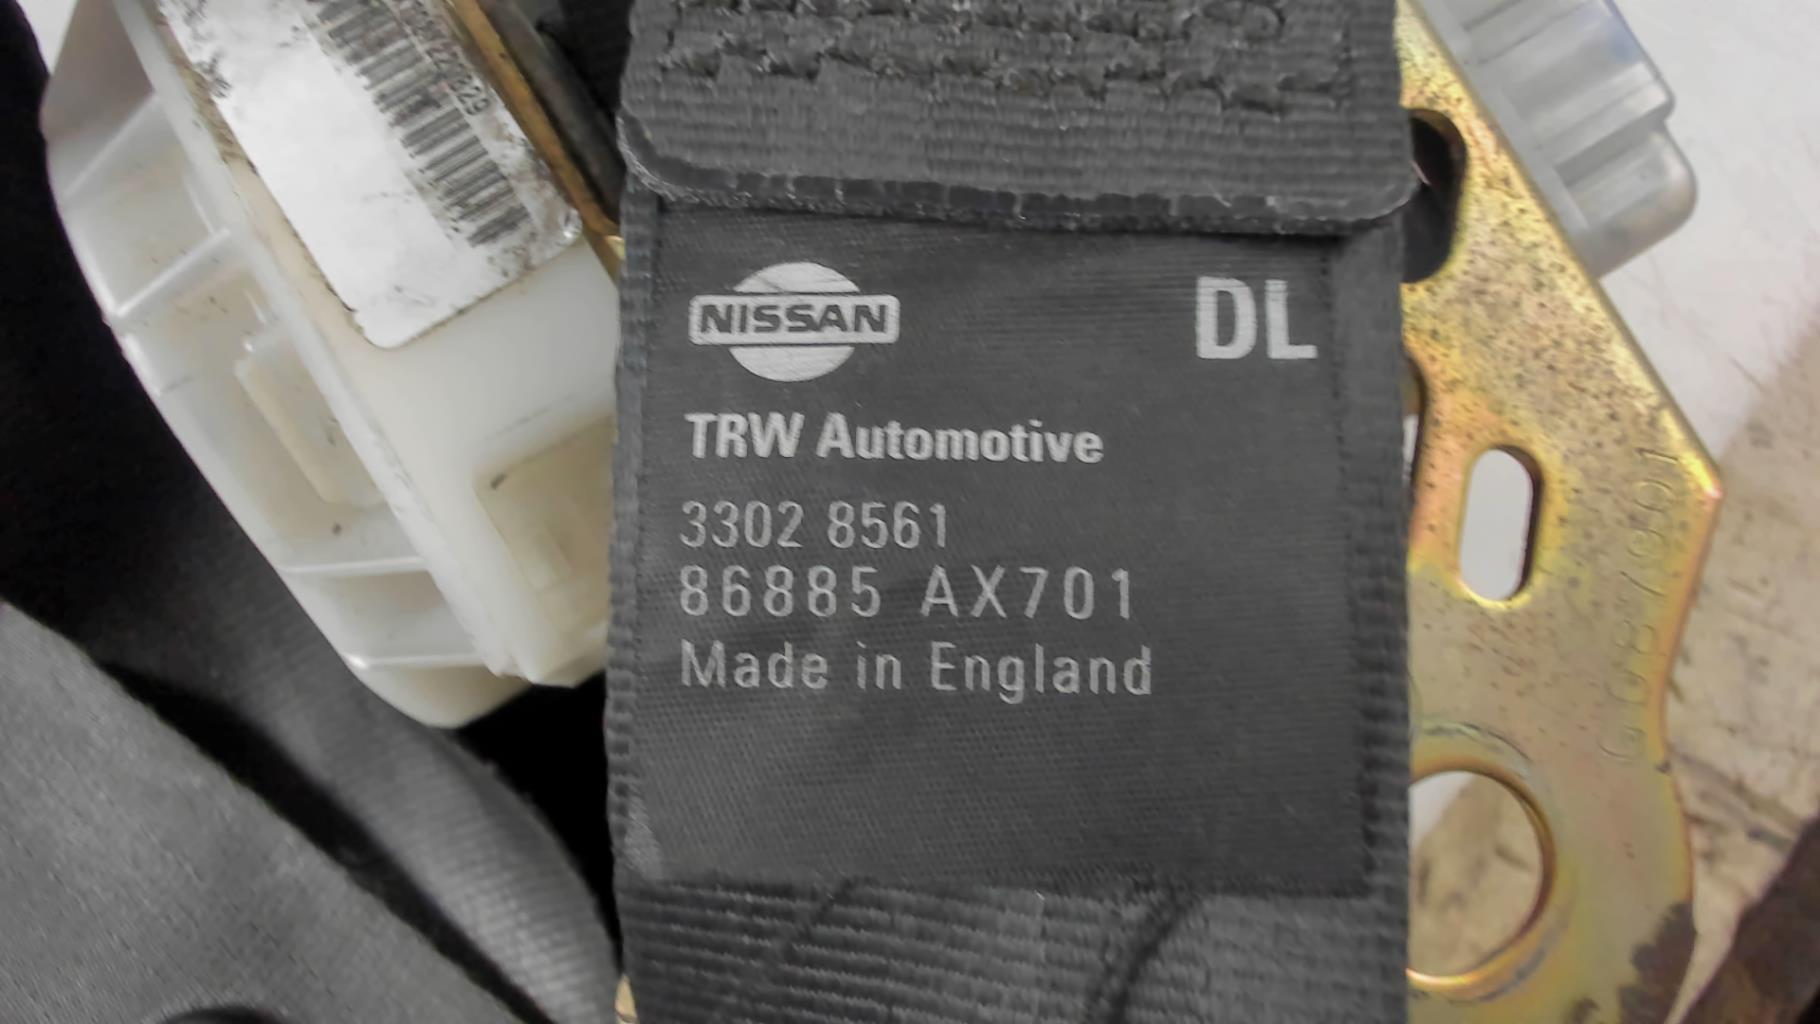 NISSAN
DL
TRW Automotive
3302 8561
86885 AX701
Made in England